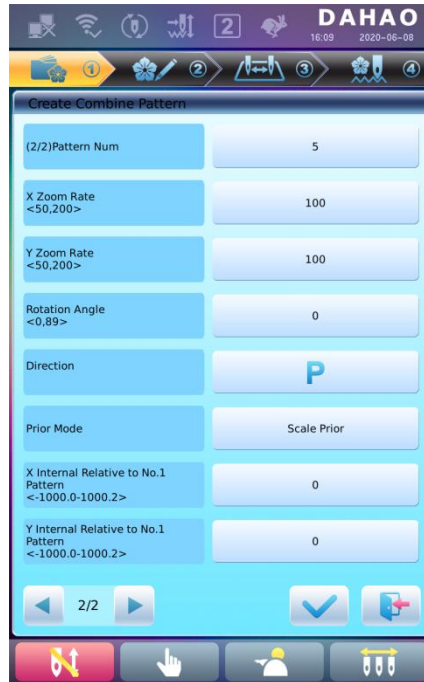 2
DAHAO
16:09 2020-06-08
1 2 3 4
Create Combine Pattern
(2/2)Pattern Num
5
X Zoom Rate
<50,200>
100
Y Zoom Rate
<50,200>
100
Rotation Angle
<0,89>
0
Direction
P
Prior Mode
Scale Prior
X Internal Relative to No.1
Pattern
<-1000.0-1000.2>
0
Y Internal Relative to No.1
Pattern
<-1000.0-1000.2>
0
2/2